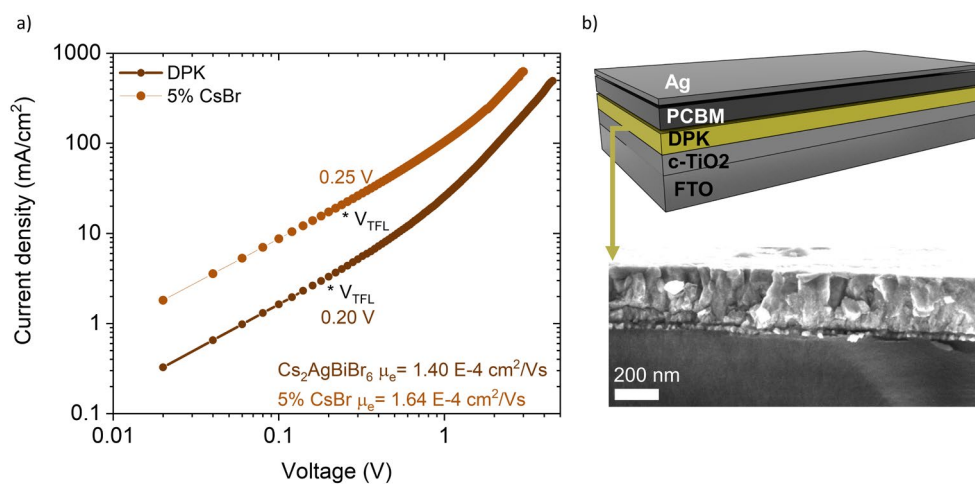 a)
Current density (mA/cm²)
1000
100
10
1
0.1
DPK
5% CsBr
0.25 V
* V_TFL
* V_TFL
0.20 V
Cs₂AgBiBr₆ μₑ= 1.40 E-4 cm²/Vs
5% CsBr μₑ= 1.64 E-4 cm²/Vs
0.01
0.1
1
Voltage (V)
b)
Ag
PCBM
DPK
c-TiO2
FTO
200 nm